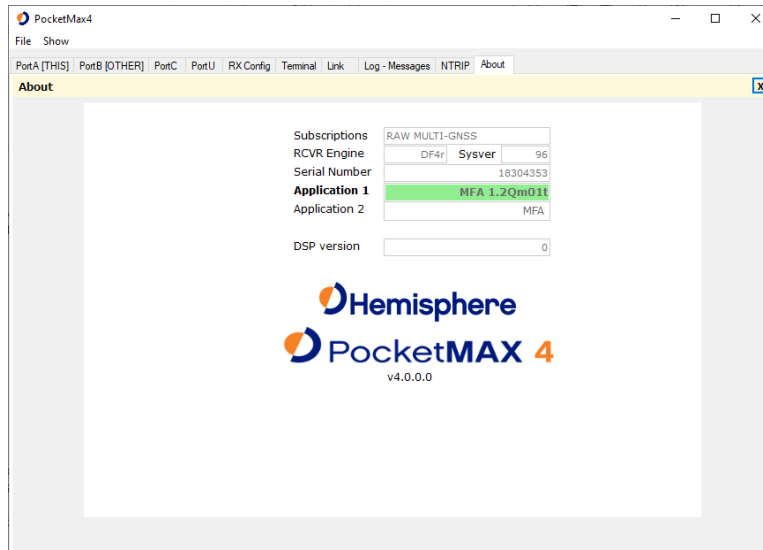 PocketMax4
File Show
PortA [THIS] PortB [OTHER] PortC PortU RX Config Terminal Link Log - Messages NTRIP About
About X
Subscriptions RAW MULTI-GNSS
RCVR Engine DF4r Sysver 96
Serial Number 18304353
Application 1 MFA 1.2Qm01t
Application 2 MFA
DSP version 0
Hemisphere
PocketMAX 4
v4.0.0.0